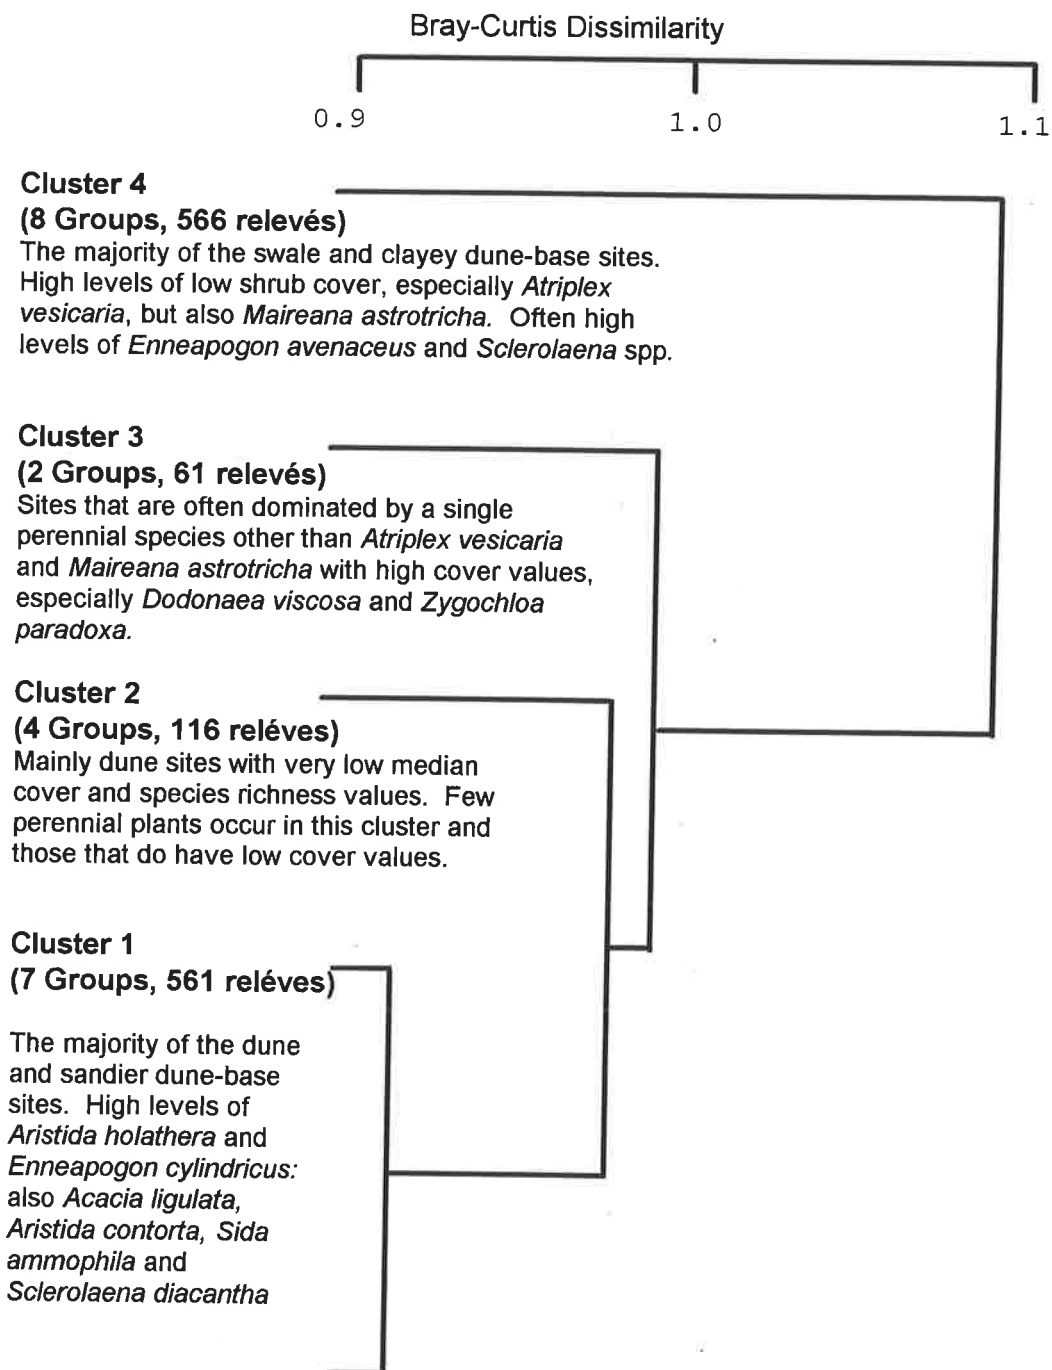 Bray-Curtis Dissimilarity
0.9 1.0 1.1
Cluster 4
(8 Groups, 566 relevés)
The majority of the swale and clayey dune-base sites.
High levels of low shrub cover, especially Atriplex
vesicaria, but also Maireana astrotricha. Often high
levels of Enneapogon avenaceus and Sclerolaena spp.
Cluster 3
(2 Groups, 61 relevés)
Sites that are often dominated by a single
perennial species other than Atriplex vesicaria
and Maireana astrotricha with high cover values,
especially Dodonaea viscosa and Zygochloa
paradoxa.
Cluster 2
(4 Groups, 116 reléves)
Mainly dune sites with very low median
cover and species richness values. Few
perennial plants occur in this cluster and
those that do have low cover values.
Cluster 1
(7 Groups, 561 reléves)
The majority of the dune
and sandier dune-base
sites. High levels of
Aristida holathera and
Enneapogon cylindricus:
also Acacia ligulata,
Aristida contorta, Sida
ammophila and
Sclerolaena diacantha